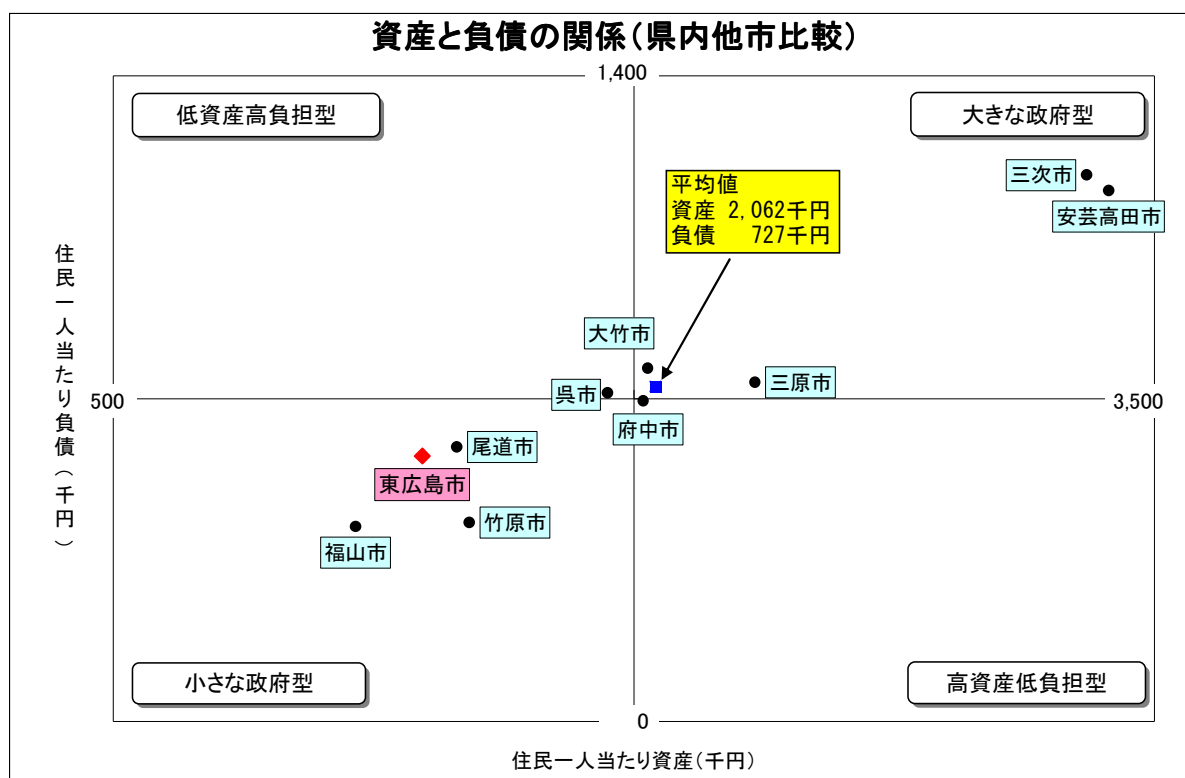 資産と負債の関係(県内他市比較)
1,400
低資産高負担型
大きな政府型
平均値
資産 2,062千円
負債 727千円
三次市
安芸高田市
住民一人当たり負債(千円)
大竹市
呉市
三原市
500
3,500
府中市
尾道市
東広島市
竹原市
福山市
小さな政府型
高資産低負担型
0
住民一人当たり資産(千円)